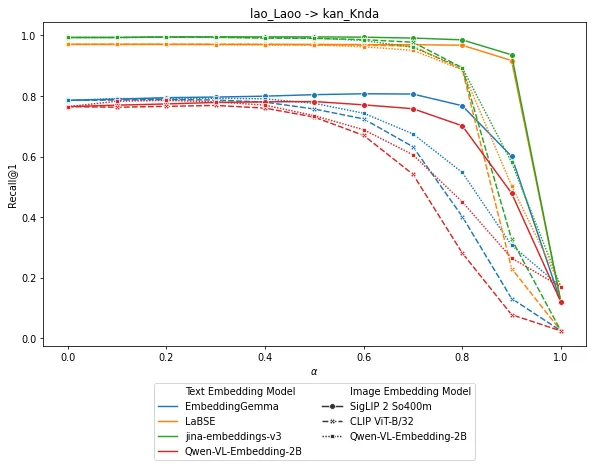 lao_Laoo -> kan_Knda
Recall@1
1.0
0.8
0.6
0.4
0.2
0.0
0.0 0.2 0.4 0.6 0.8 1.0
α
Text Embedding Model
EmbeddingGemma
LaBSE
jina-embeddings-v3
Qwen-VL-Embedding-2B
Image Embedding Model
SigLIP 2 So400m
CLIP ViT-B/32
Qwen-VL-Embedding-2B